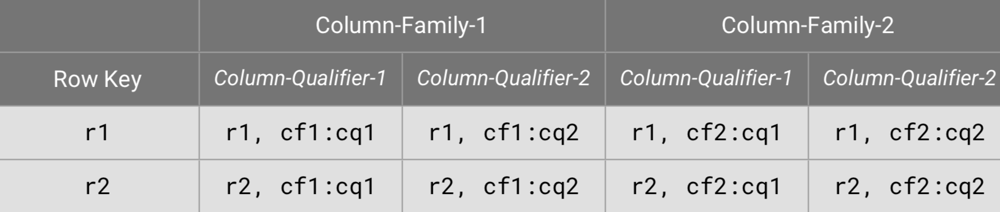 Column-Family-1 Column-Family-2
Row Key Column-Qualifier-1 Column-Qualifier-2 Column-Qualifier-1 Column-Qualifier-2
r1 r1, cf1:cq1 r1, cf1:cq2 r1, cf2:cq1 r1, cf2:cq2
r2 r2, cf1:cq1 r2, cf1:cq2 r2, cf2:cq1 r2, cf2:cq2